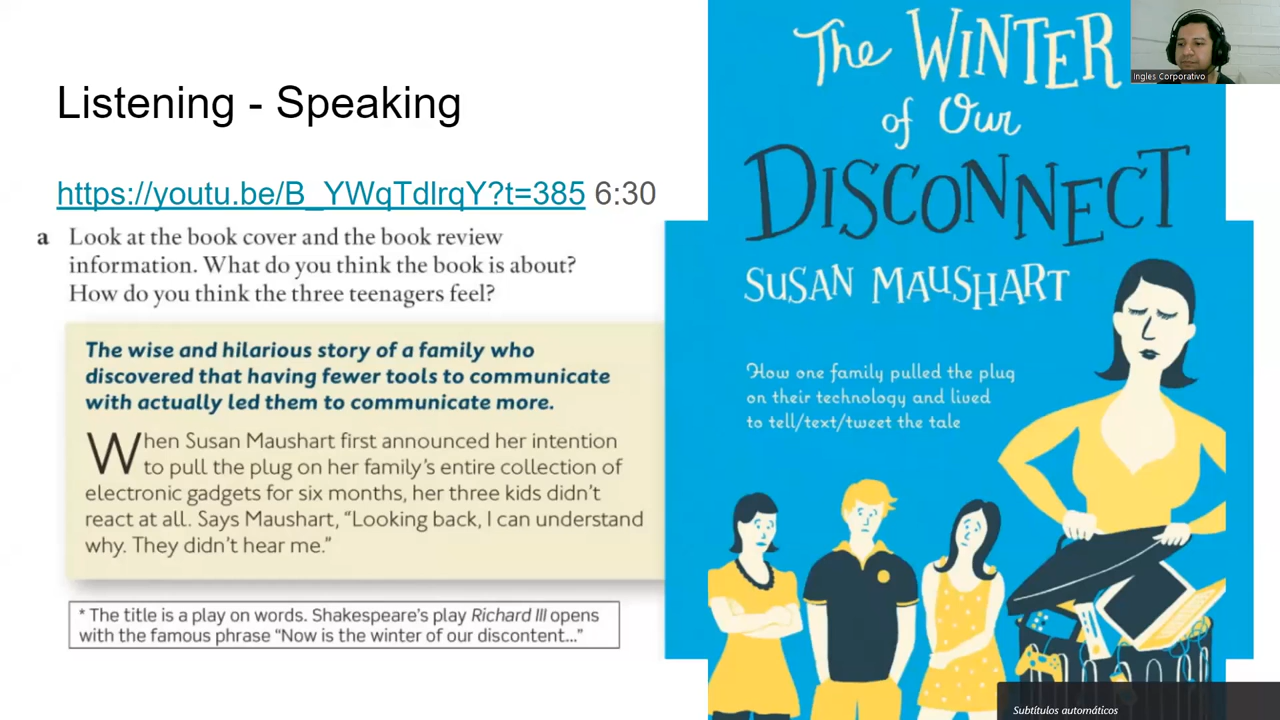 Listening - Speaking
https://youtu.be/B_YWqTdlrqY?t=385 6:30
a Look at the book cover and the book review
information. What do you think the book is about?
How do you think the three teenagers feel?
The wise and hilarious story of a family who
discovered that having fewer tools to communicate
with actually led them to communicate more.
When Susan Maushart first announced her intention
to pull the plug on her family's entire collection of
electronic gadgets for six months, her three kids didn't
react at all. Says Maushart, "Looking back, I can understand
why. They didn't hear me."
* The title is a play on words. Shakespeare's play Richard III opens
with the famous phrase "Now is the winter of our discontent..."
The WINTER
of Our
DISCONNECT
SUSAN MAUSHART
How one family pulled the plug
on their technology and lived
to tell/text/tweet the tale
Ingles Corporativo
Subtítulos automáticos